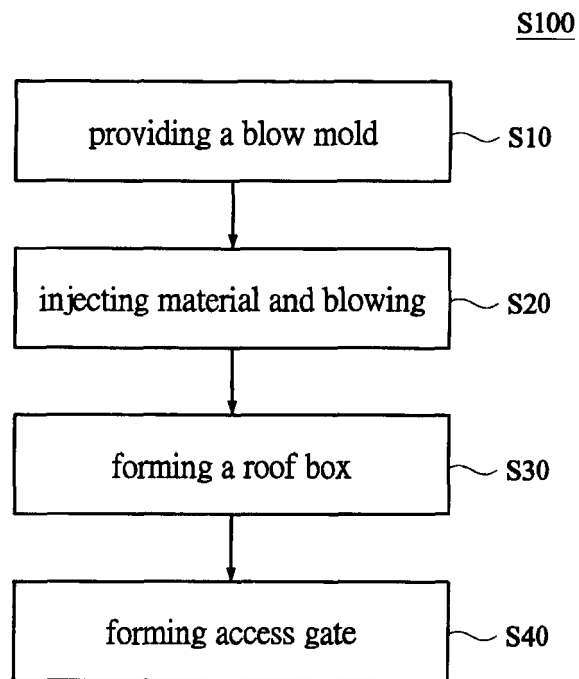 S100
providing a blow mold
S10
injecting material and blowing
S20
forming a roof box
S30
forming access gate
S40